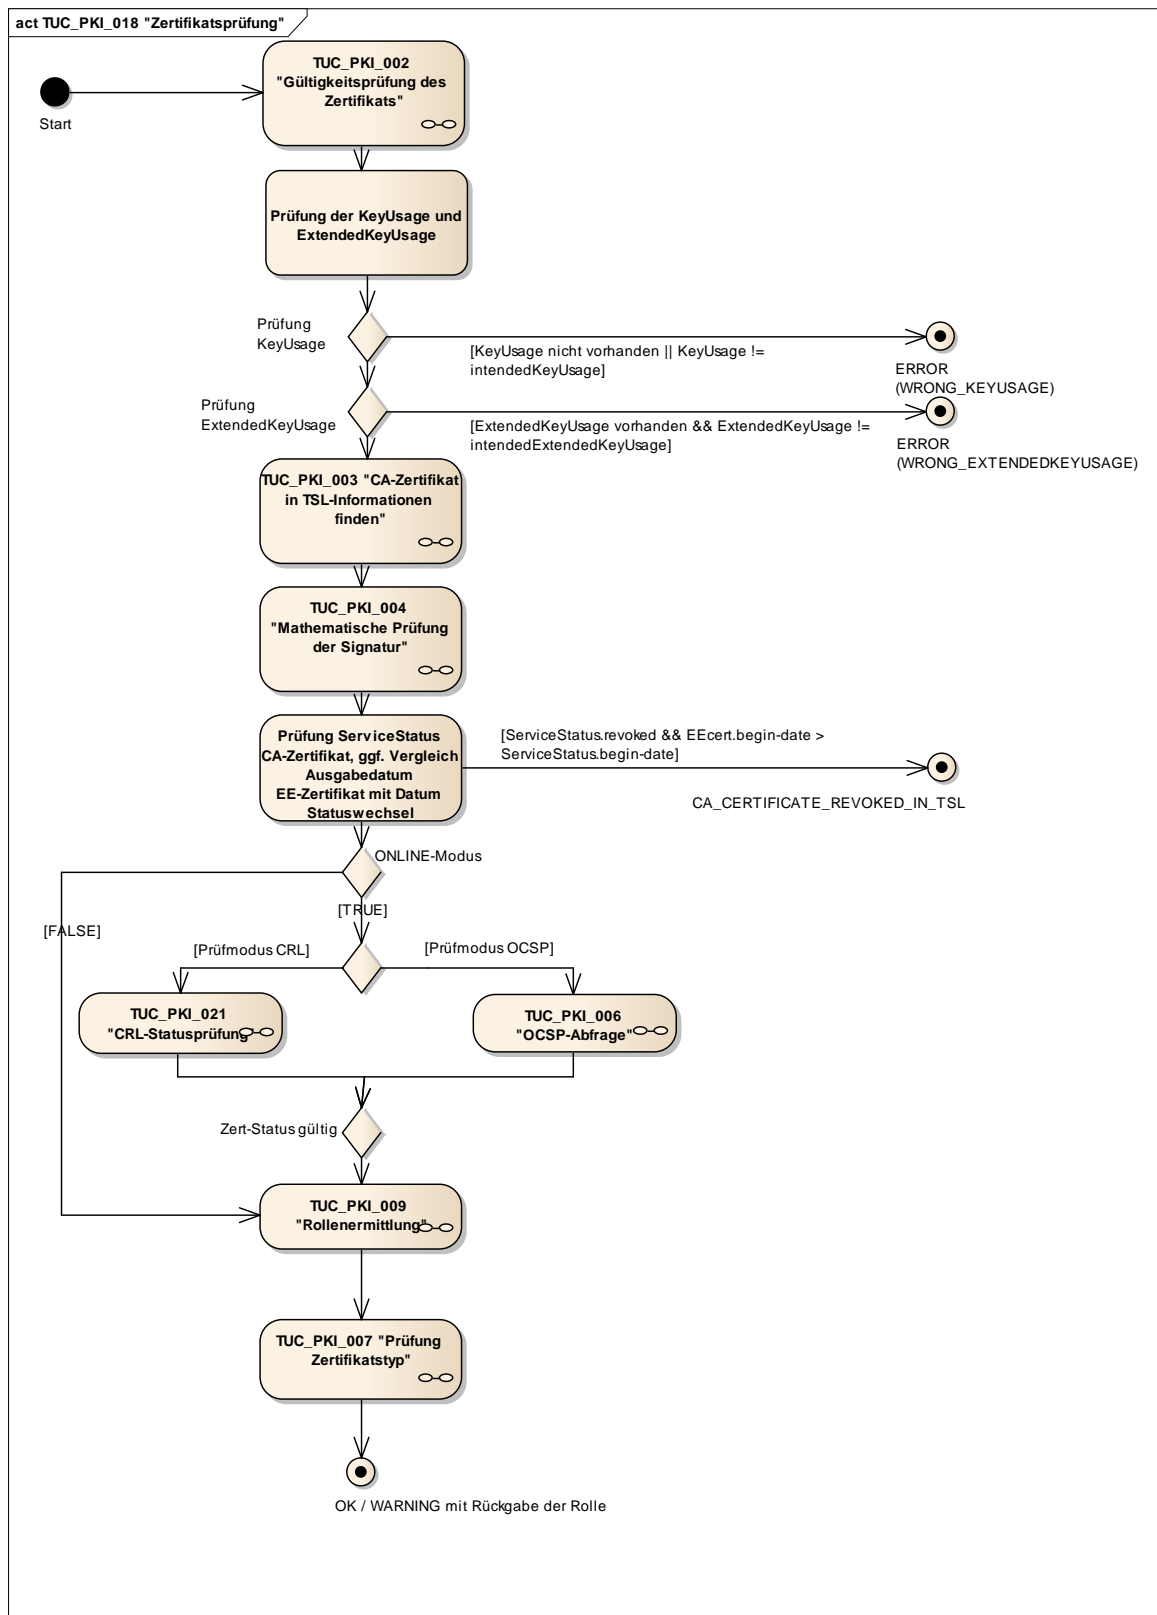 act TUC_PKI_018 "Zertifikatsprüfung"
TUC_PKI_002
"Gültigkeitsprüfung des
Zertifikats"
Start
Prüfung der KeyUsage und
ExtendedKeyUsage
Prüfung
KeyUsage
[KeyUsage nicht vorhanden || KeyUsage !=
intendedKeyUsage]
ERROR
(WRONG_KEYUSAGE)
Prüfung
ExtendedKeyUsage
[ExtendedKeyUsage vorhanden && ExtendedKeyUsage !=
intendedExtendedKeyUsage]
ERROR
(WRONG_EXTENDEDKEYUSAGE)
TUC_PKI_003 "CA-Zertifikat
in TSL-Informationen
finden"
TUC_PKI_004
"Mathematische Prüfung
der Signatur"
Prüfung ServiceStatus
CA-Zertifikat, ggf. Vergleich
Ausgabedatum
EE-Zertifikat mit Datum
Statuswechsel
[ServiceStatus.revoked && EEcert.begin-date >
ServiceStatus.begin-date]
CA_CERTIFICATE_REVOKED_IN_TSL
ONLINE-Modus
[TRUE]
[FALSE]
[Prüfmodus CRL]
[Prüfmodus OCSP]
TUC_PKI_021
"CRL-Statusprüfung"
TUC_PKI_006
"OCSP-Abfrage"
Zert-Status gültig
TUC_PKI_009
"Rollenermittlung"
TUC_PKI_007 "Prüfung
Zertifikatstyp"
OK / WARNING mit Rückgabe der Rolle